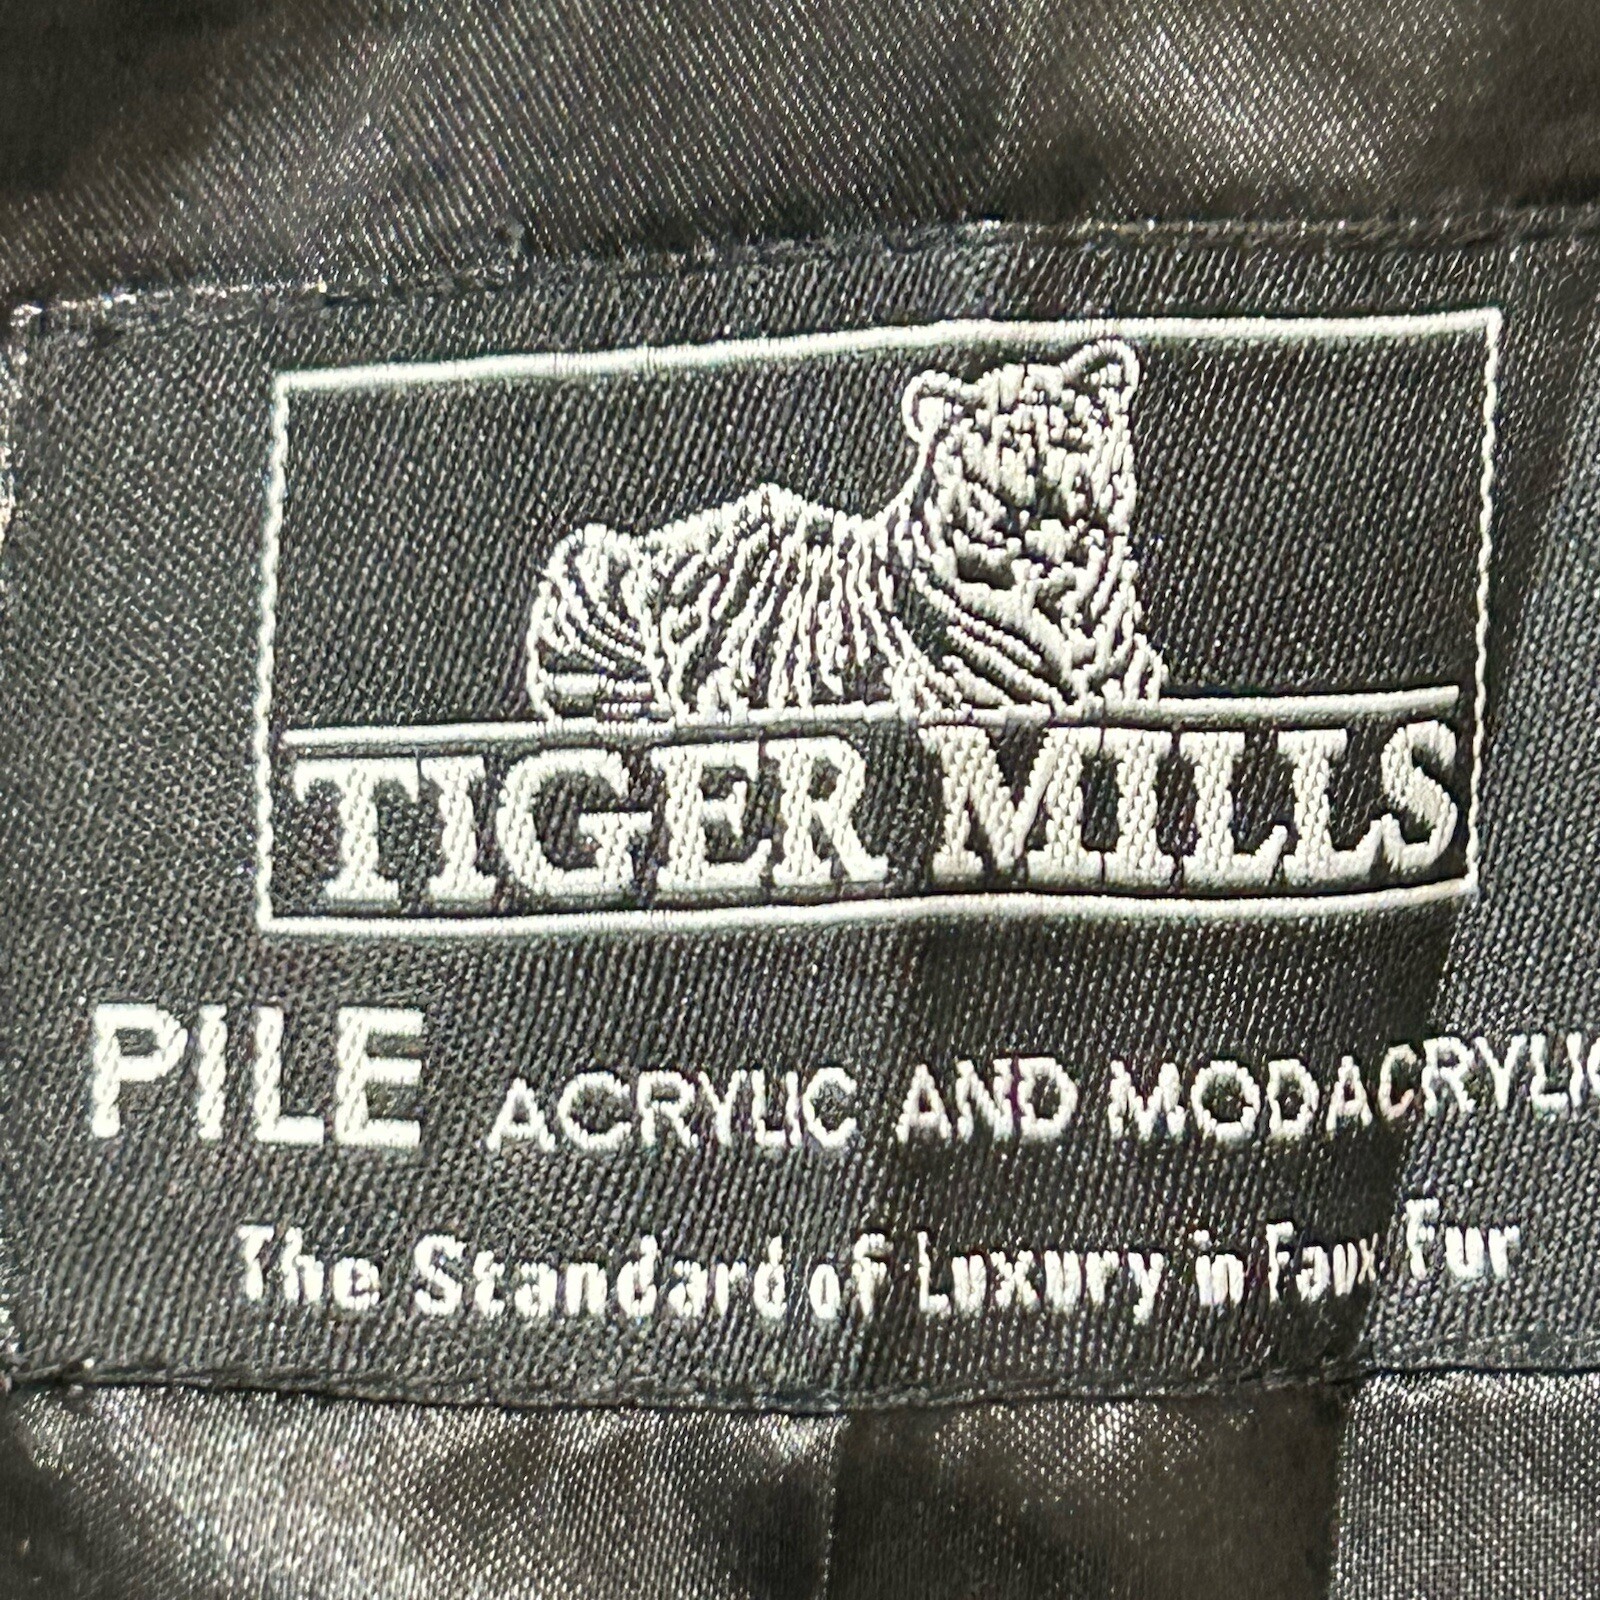 TIGER MILLS
PILE ACRYLIC AND MODACRYLIC
The Standard of Luxury in Faux Fur